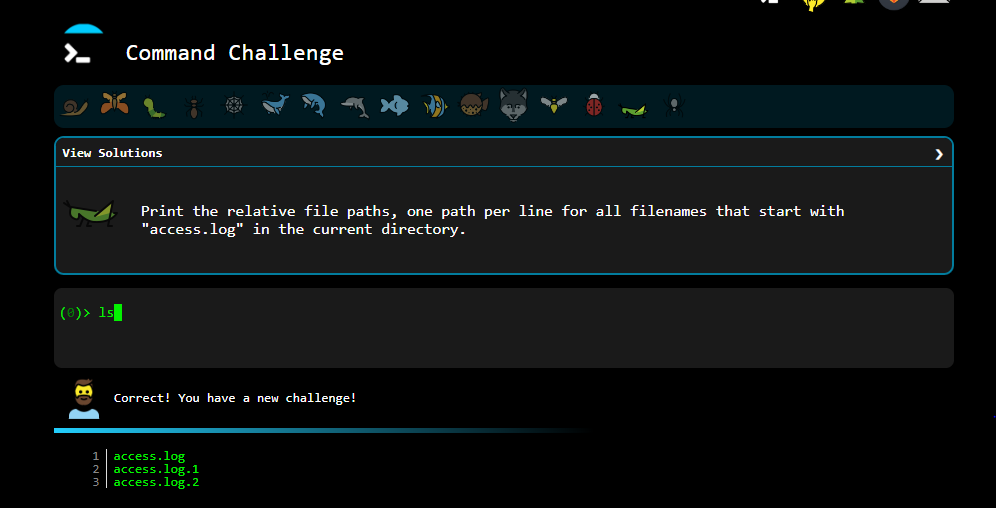 Command Challenge
View Solutions
Print the relative file paths, one path per line for all filenames that start with
"access.log" in the current directory.
(0)> ls
Correct! You have a new challenge!
1 access.log
2 access.log.1
3 access.log.2